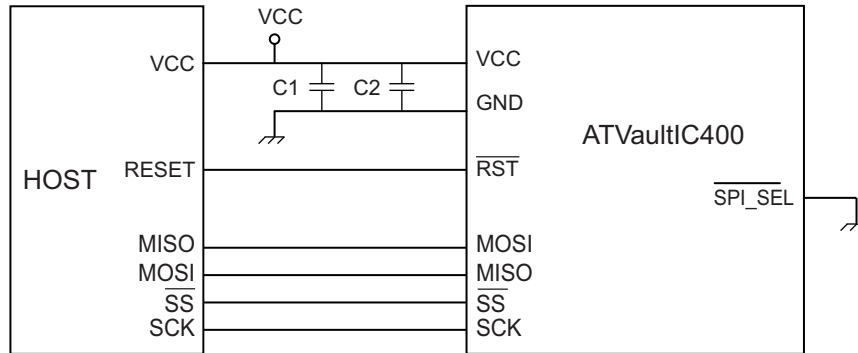 VCC
VCC
VCC
C1
C2
GND
ATVaultIC400
HOST
RESET
RST
SPI_SEL
MISO
MOSI
MOSI
MISO
SS
SS
SCK
SCK